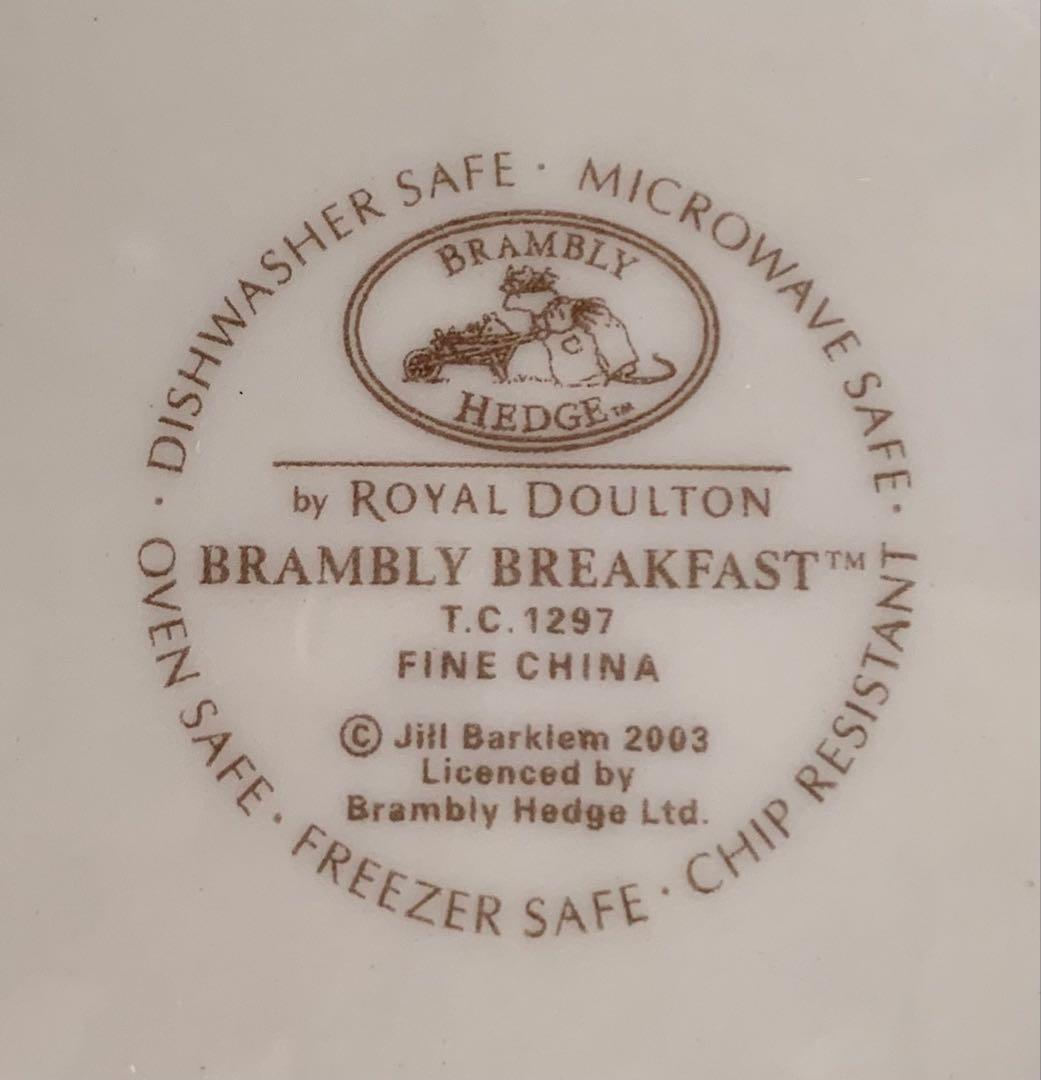 DISHWASHER SAFE · MICROWAVE SAFE · CHIP RESISTANT · FREEZER SAFE · OVEN SAFE ·
BRAMBLY
HEDGE™
by ROYAL DOULTON
BRAMBLY BREAKFAST™
T.C.1297
FINE CHINA
© Jill Barklem 2003
Licenced by
Brambly Hedge Ltd.